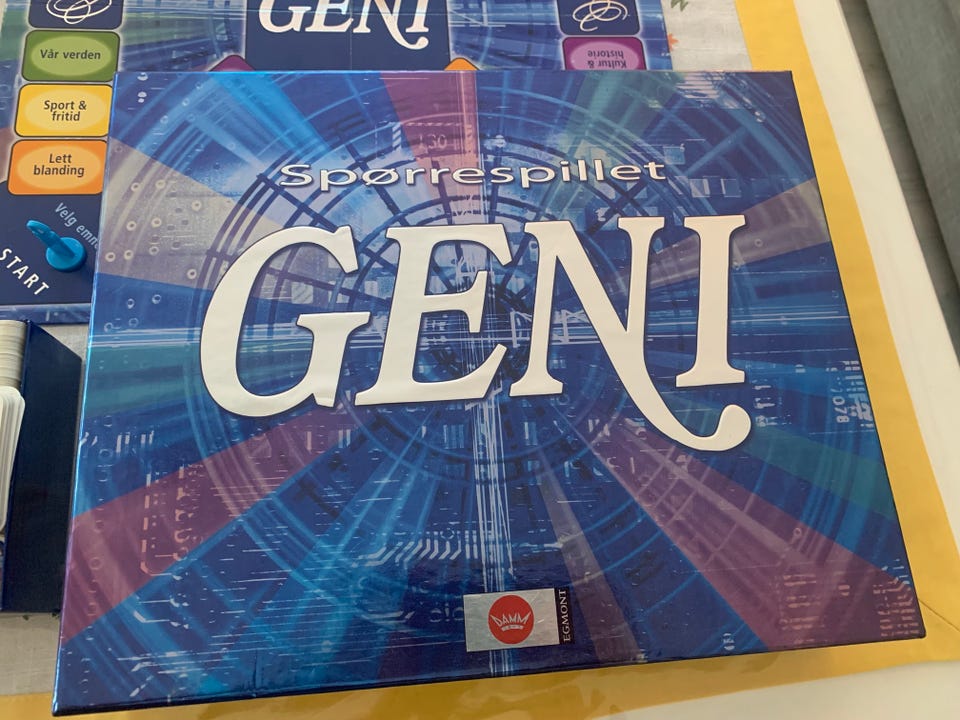 GENI
Vår verden
Kultur &
historie
Sport &
fritid
Lett
blanding
Velg emne
START
Spørrespillet
GENI
DAMM
EGMONT